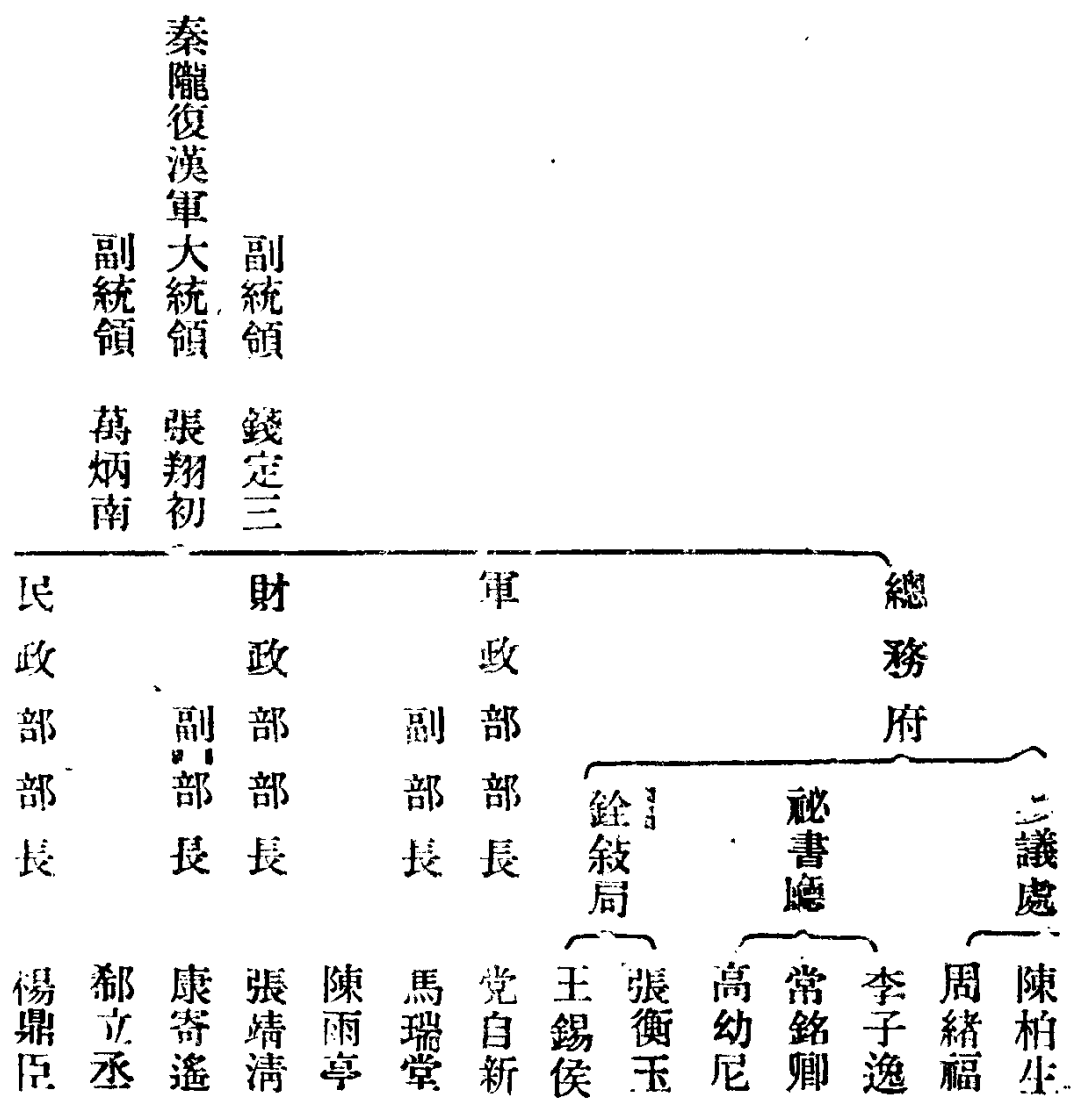 副統領　錢定三
秦隴復漢軍大統領　張翔初
副統領　萬炳南
總務府
議處
陳柏生
周緒福
祕書廳
李子逸
常銘卿
高幼尼
銓敍局
張衡玉
王錫侯
軍政部部長　党自新
副部長　馬瑞堂
陳雨亭
財政部部長　張靖清
副部長　康寄遙
郗立丞
民政部部長　楊鼎臣